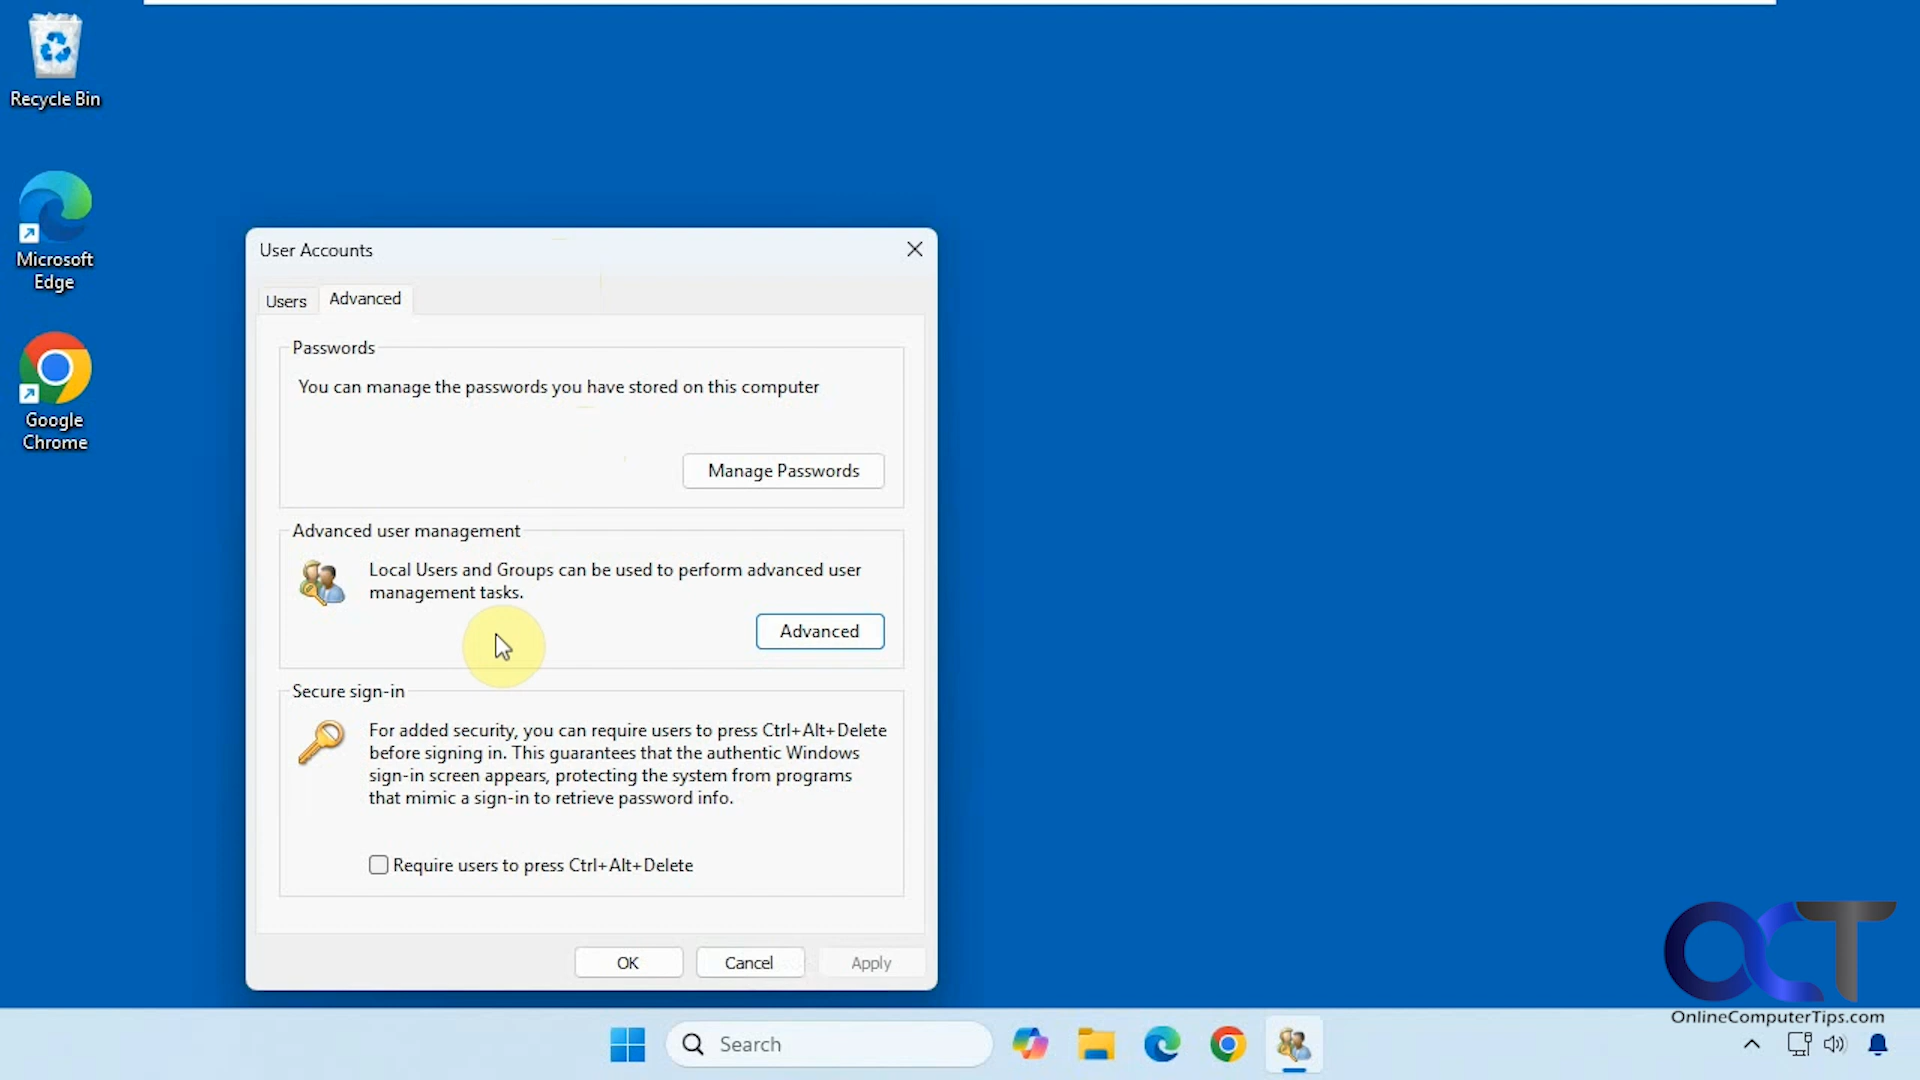 Recycle Bin
Microsoft
Edge
Google
Chrome
User Accounts
Users
Advanced
Passwords
You can manage the passwords you have stored on this computer
Manage Passwords
Advanced user management
Local Users and Groups can be used to perform advanced user
management tasks.
Advanced
Secure sign-in
For added security, you can require users to press Ctrl+Alt+Delete
before signing in. This guarantees that the authentic Windows
sign-in screen appears, protecting the system from programs
that mimic a sign-in to retrieve password info.
Require users to press Ctrl+Alt+Delete
OK
Cancel
Apply
OCT
OnlineComputerTips.com
Search